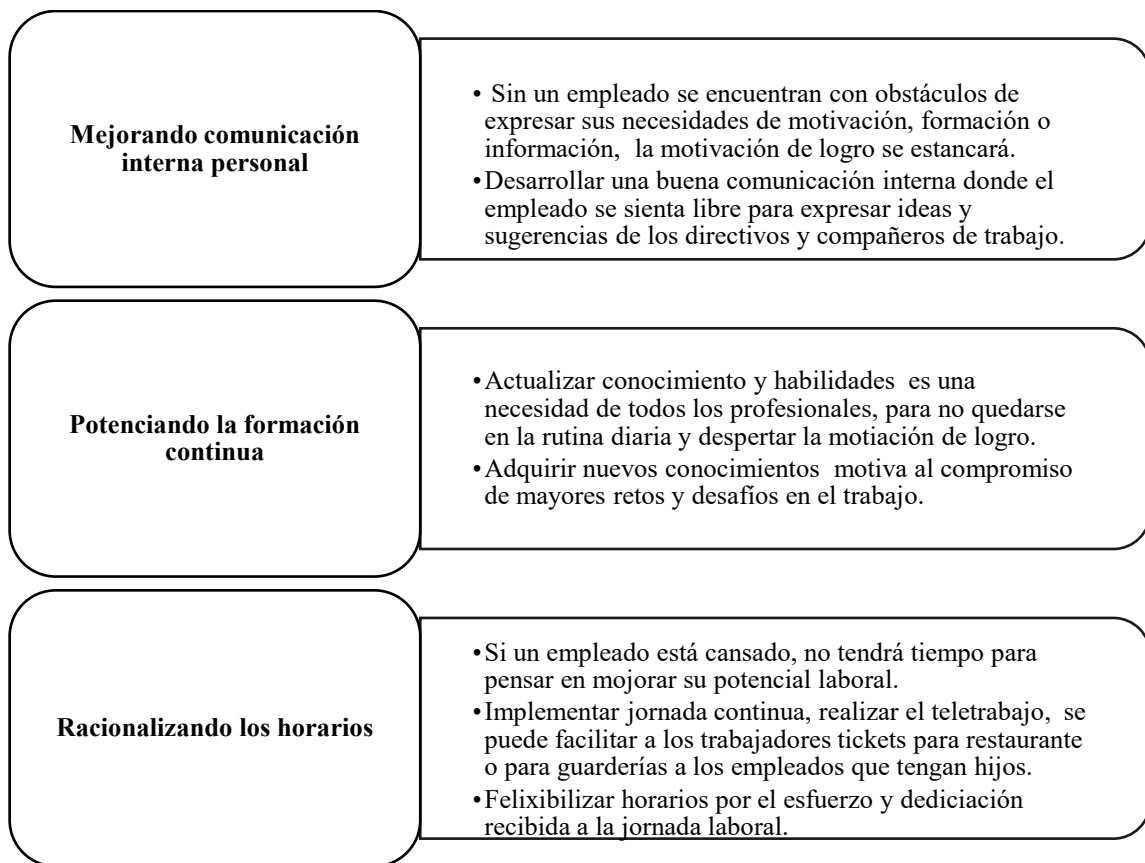 Mejorando comunicación
interna personal
• Sin un empleado se encuentran con obstáculos de
expresar sus necesidades de motivación, formación o
información, la motivación de logro se estancará.
•Desarrollar una buena comunicación interna donde el
empleado se sienta libre para expresar ideas y
sugerencias de los directivos y compañeros de trabajo.
Potenciando la formación
continua
•Actualizar conocimiento y habilidades es una
necesidad de todos los profesionales, para no quedarse
en la rutina diaria y despertar la motiación de logro.
•Adquirir nuevos conocimientos motiva al compromiso
de mayores retos y desafíos en el trabajo.
Racionalizando los horarios
•Si un empleado está cansado, no tendrá tiempo para
pensar en mojorar su potencial laboral.
•Implementar jornada continua, realizar el teletrabajo, se
puede facilitar a los trabajadores tickets para restaurante
o para guarderías a los empleados que tengan hijos.
•Felixibilizar horarios por el esfuerzo y dediciación
recibida a la jornada laboral.